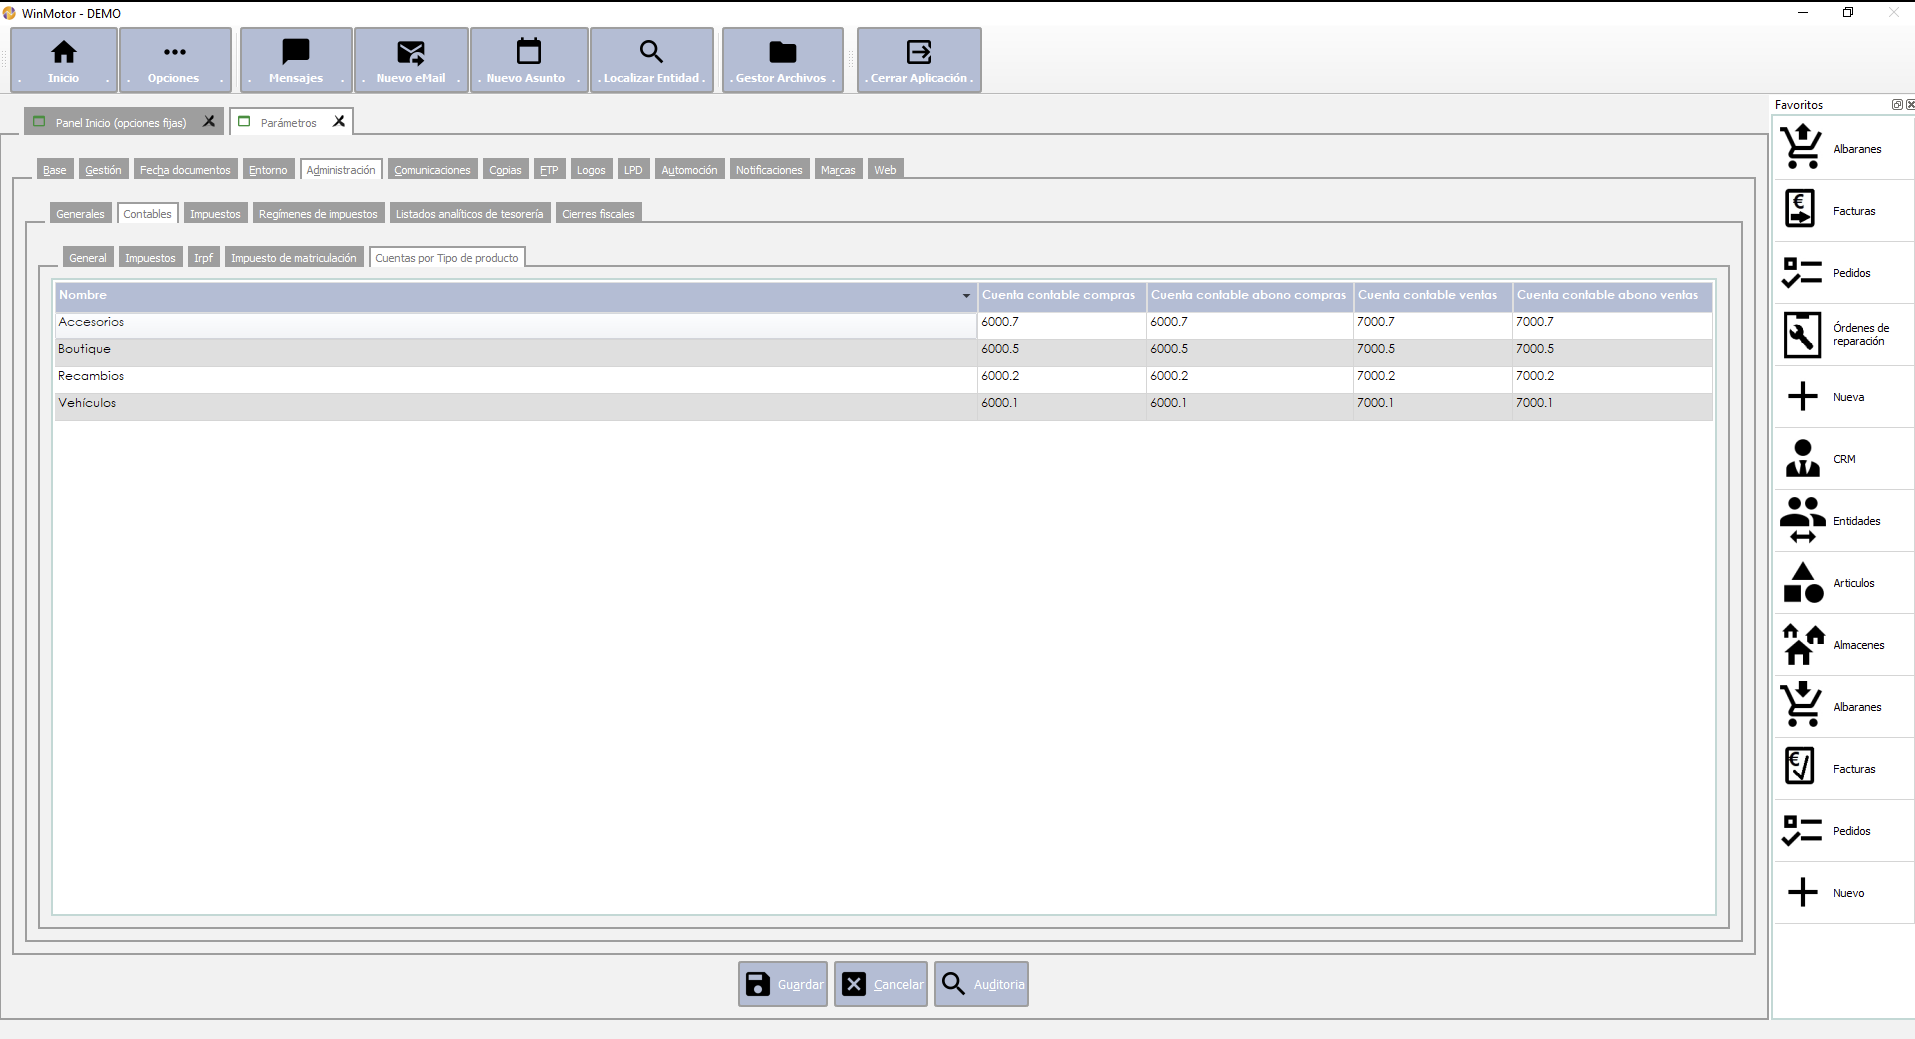 WinMotor - DEMO
. Inicio .
. Opciones .
. Mensajes .
. Nuevo eMail .
. Nuevo Asunto .
. Localizar Entidad .
. Gestor Archivos .
. Cerrar Aplicación .
Panel Inicio (opciones fijas)
Parámetros
Base
Gestión
Fecha documentos
Entorno
Administración
Comunicaciones
Copias
FTP
Logos
LPD
Automoción
Notificaciones
Marcas
Web
Generales
Contables
Impuestos
Regímenes de impuestos
Listados analíticos de tesorería
Cierres fiscales
General
Impuestos
Irpf
Impuesto de matriculación
Cuentas por Tipo de producto
Nombre Cuenta contable compras Cuenta contable abono compras Cuenta contable ventas Cuenta contable abono ventas
Accesorios 6000.7 6000.7 7000.7 7000.7
Boutique 6000.5 6000.5 7000.5 7000.5
Recambios 6000.2 6000.2 7000.2 7000.2
Vehículos 6000.1 6000.1 7000.1 7000.1
Guardar
Cancelar
Auditoria
Favoritos
Albaranes
Facturas
Pedidos
Órdenes de
reparación
Nueva
CRM
Entidades
Articulos
Almacenes
Albaranes
Facturas
Pedidos
Nuevo